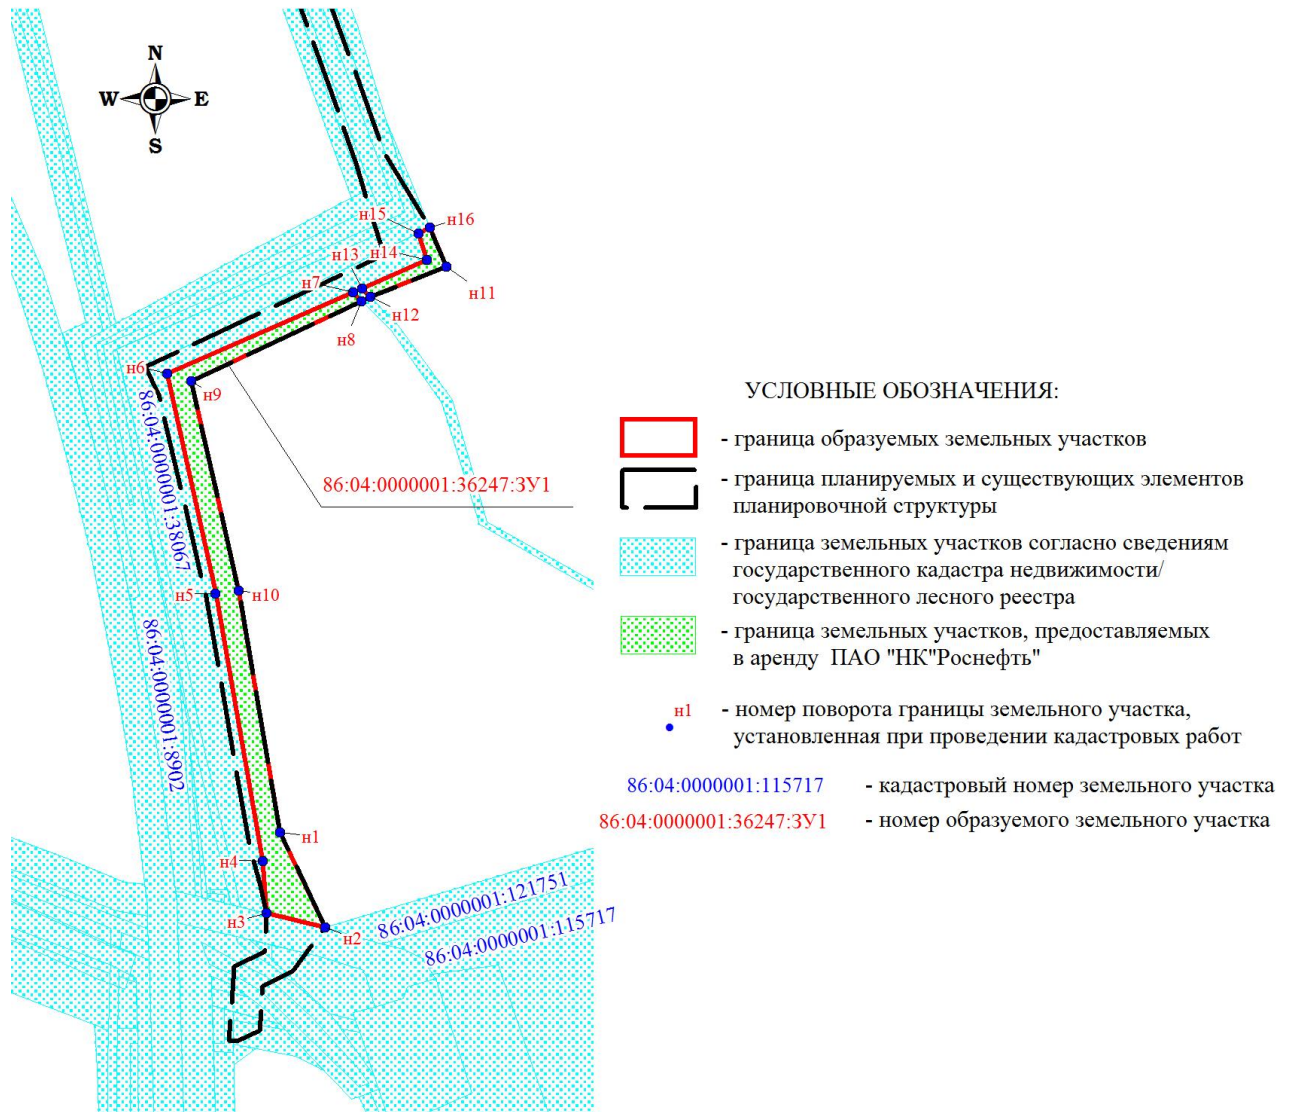 N
W E
S
н15
н16
н13
н14
н7
н11
н12
н8
н6
н9
86:04:0000001:38067
86:04:0000001:36247:ЗУ1
н5
н10
86:04:0000001:8902
н1
н4
н3
н2
86:04:0000001:121751
86:04:0000001:115717
УСЛОВНЫЕ ОБОЗНАЧЕНИЯ:
- граница образуемых земельных участков
- граница планируемых и существующих элементов
планировочной структуры
- граница земельных участков согласно сведениям
государственного кадастра недвижимости/
государственного лесного реестра
- граница земельных участков, предоставляемых
в аренду ПАО "НК"Роснефть"
н1 - номер поворота границы земельного участка,
установленная при проведении кадастровых работ
86:04:0000001:115717 - кадастровый номер земельного участка
86:04:0000001:36247:ЗУ1 - номер образуемого земельного участка